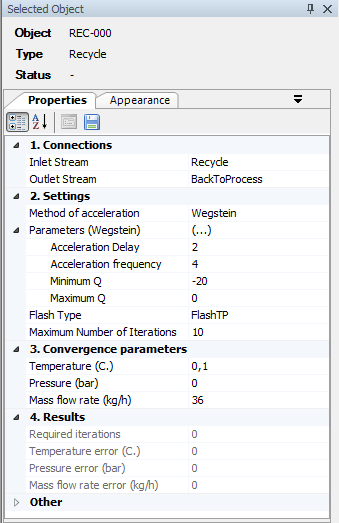 Selected Object
Object REC-000
Type Recycle
Status -
Properties Appearance
1. Connections
Inlet Stream Recycle
Outlet Stream BackToProcess
2. Settings
Method of acceleration Wegstein
Parameters (Wegstein) (...)
Acceleration Delay 2
Acceleration frequency 4
Minimum Q -20
Maximum Q 0
Flash Type FlashTP
Maximum Number of Iterations 10
3. Convergence parameters
Temperature (C.) 0,1
Pressure (bar) 0
Mass flow rate (kg/h) 36
4. Results
Required iterations 0
Temperature error (C.) 0
Pressure error (bar) 0
Mass flow rate error (kg/h) 0
Other